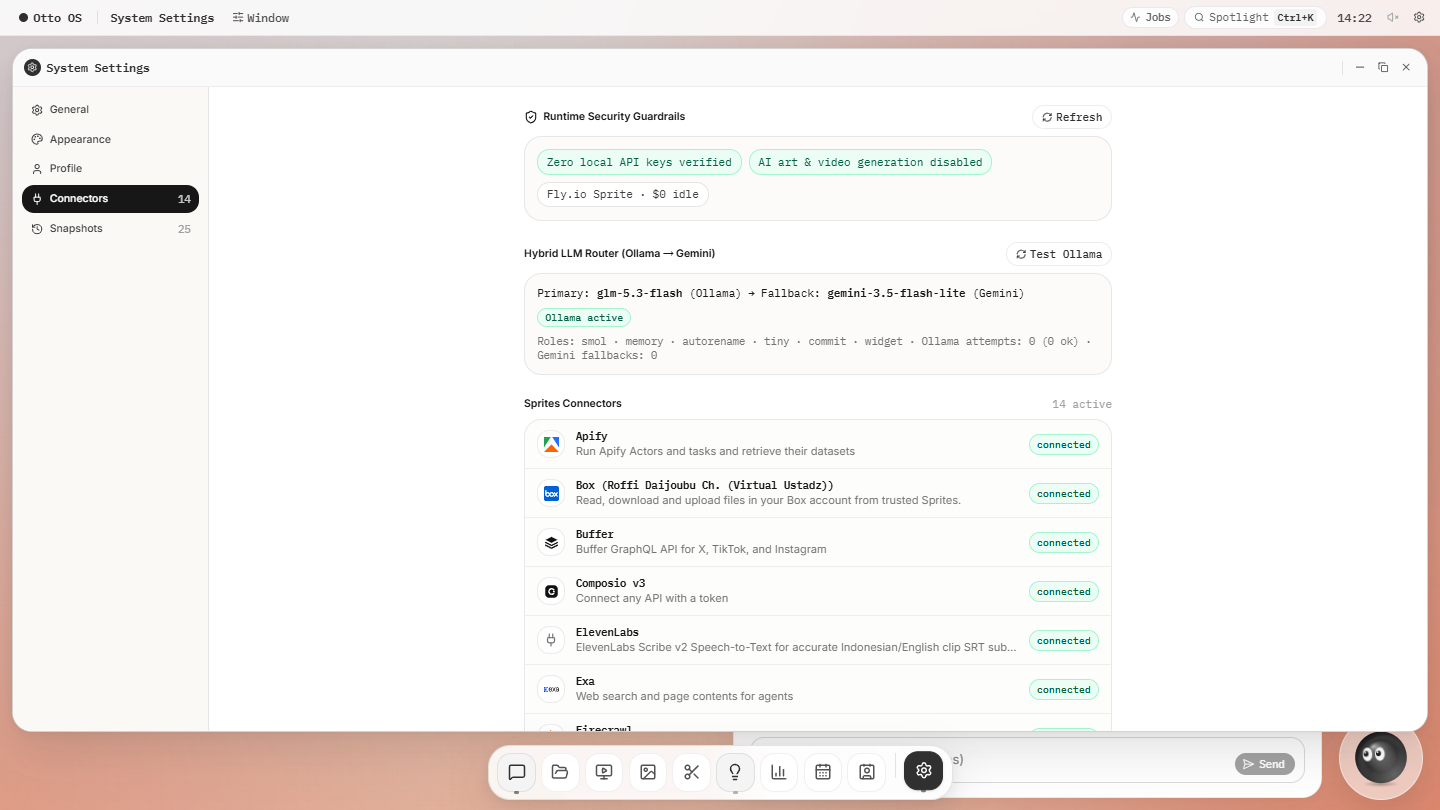 Otto OS System Settings Window Jobs Spotlight Ctrl+K 14:22
System Settings
General
Appearance
Profile
Connectors 14
Snapshots 25
Runtime Security Guardrails Refresh
Zero local API keys verified AI art & video generation disabled
Fly.io Sprite · $0 idle
Hybrid LLM Router (Ollama → Gemini) Test Ollama
Primary: glm-5.3-flash (Ollama) → Fallback: gemini-3.5-flash-lite (Gemini)
Ollama active
Roles: smol · memory · autorename · tiny · commit · widget · Ollama attempts: 0 (0 ok) ·
Gemini fallbacks: 0
Sprites Connectors 14 active
Apify
Run Apify Actors and tasks and retrieve their datasets
connected
box
Box (Roffi Daijoubu Ch. (Virtual Ustadz))
Read, download and upload files in your Box account from trusted Sprites.
connected
Buffer
Buffer GraphQL API for X, TikTok, and Instagram
connected
Composio v3
Connect any API with a token
connected
ElevenLabs
ElevenLabs Scribe v2 Speech-to-Text for accurate Indonesian/English clip SRT sub...
connected
exa
Exa
Web search and page contents for agents
connected
Firecrawl
s) Send